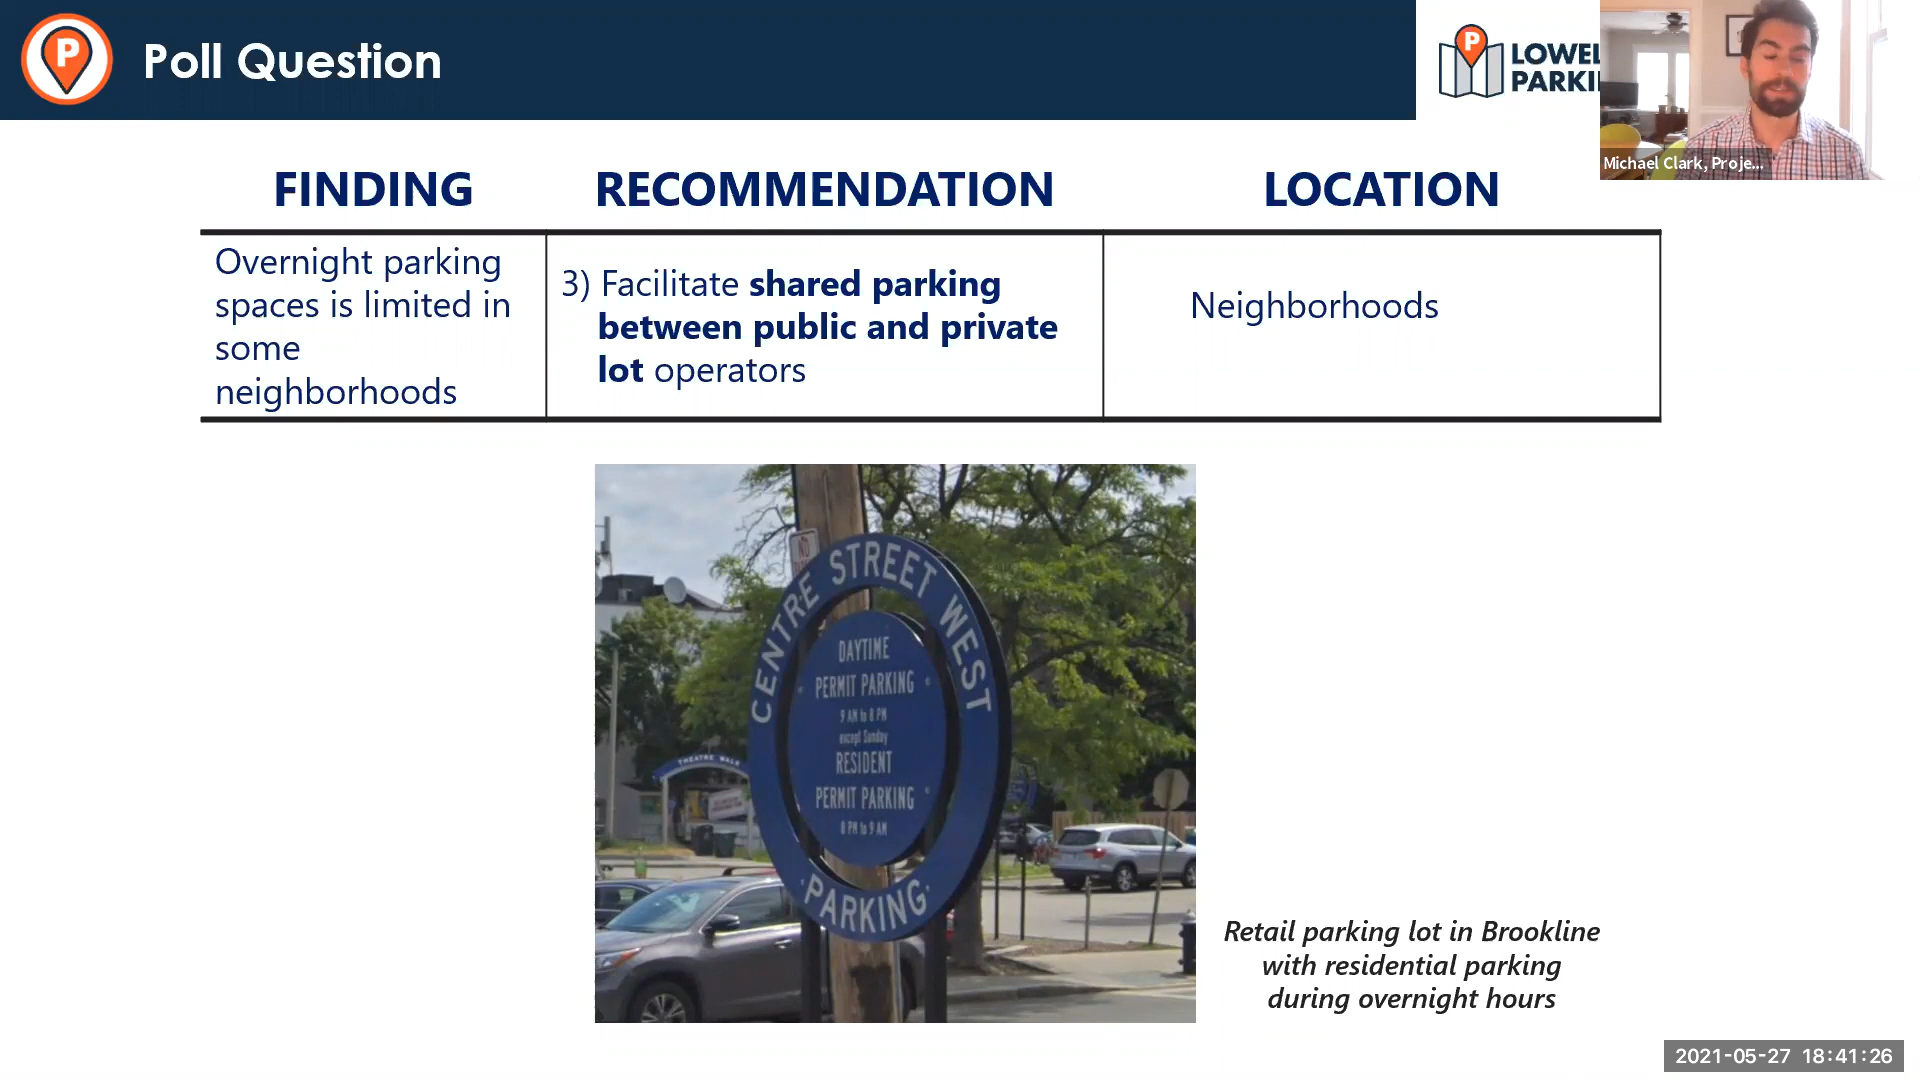 P
Poll Question
P
LOWEL
PARKI
Michael Clark, Proje...
FINDING
RECOMMENDATION
LOCATION
Overnight parking
spaces is limited in
some
neighborhoods
3) Facilitate shared parking
between public and private
lot operators
Neighborhoods
NO
CENTRE STREET WEST
DAYTIME
PERMIT PARKING
9 AM to 8 PM
except Sunday
RESIDENT
PERMIT PARKING
8 PM to 9 AM
PARKING
THEATRE WALK
Retail parking lot in Brookline
with residential parking
during overnight hours
2021-05-27 18:41:26